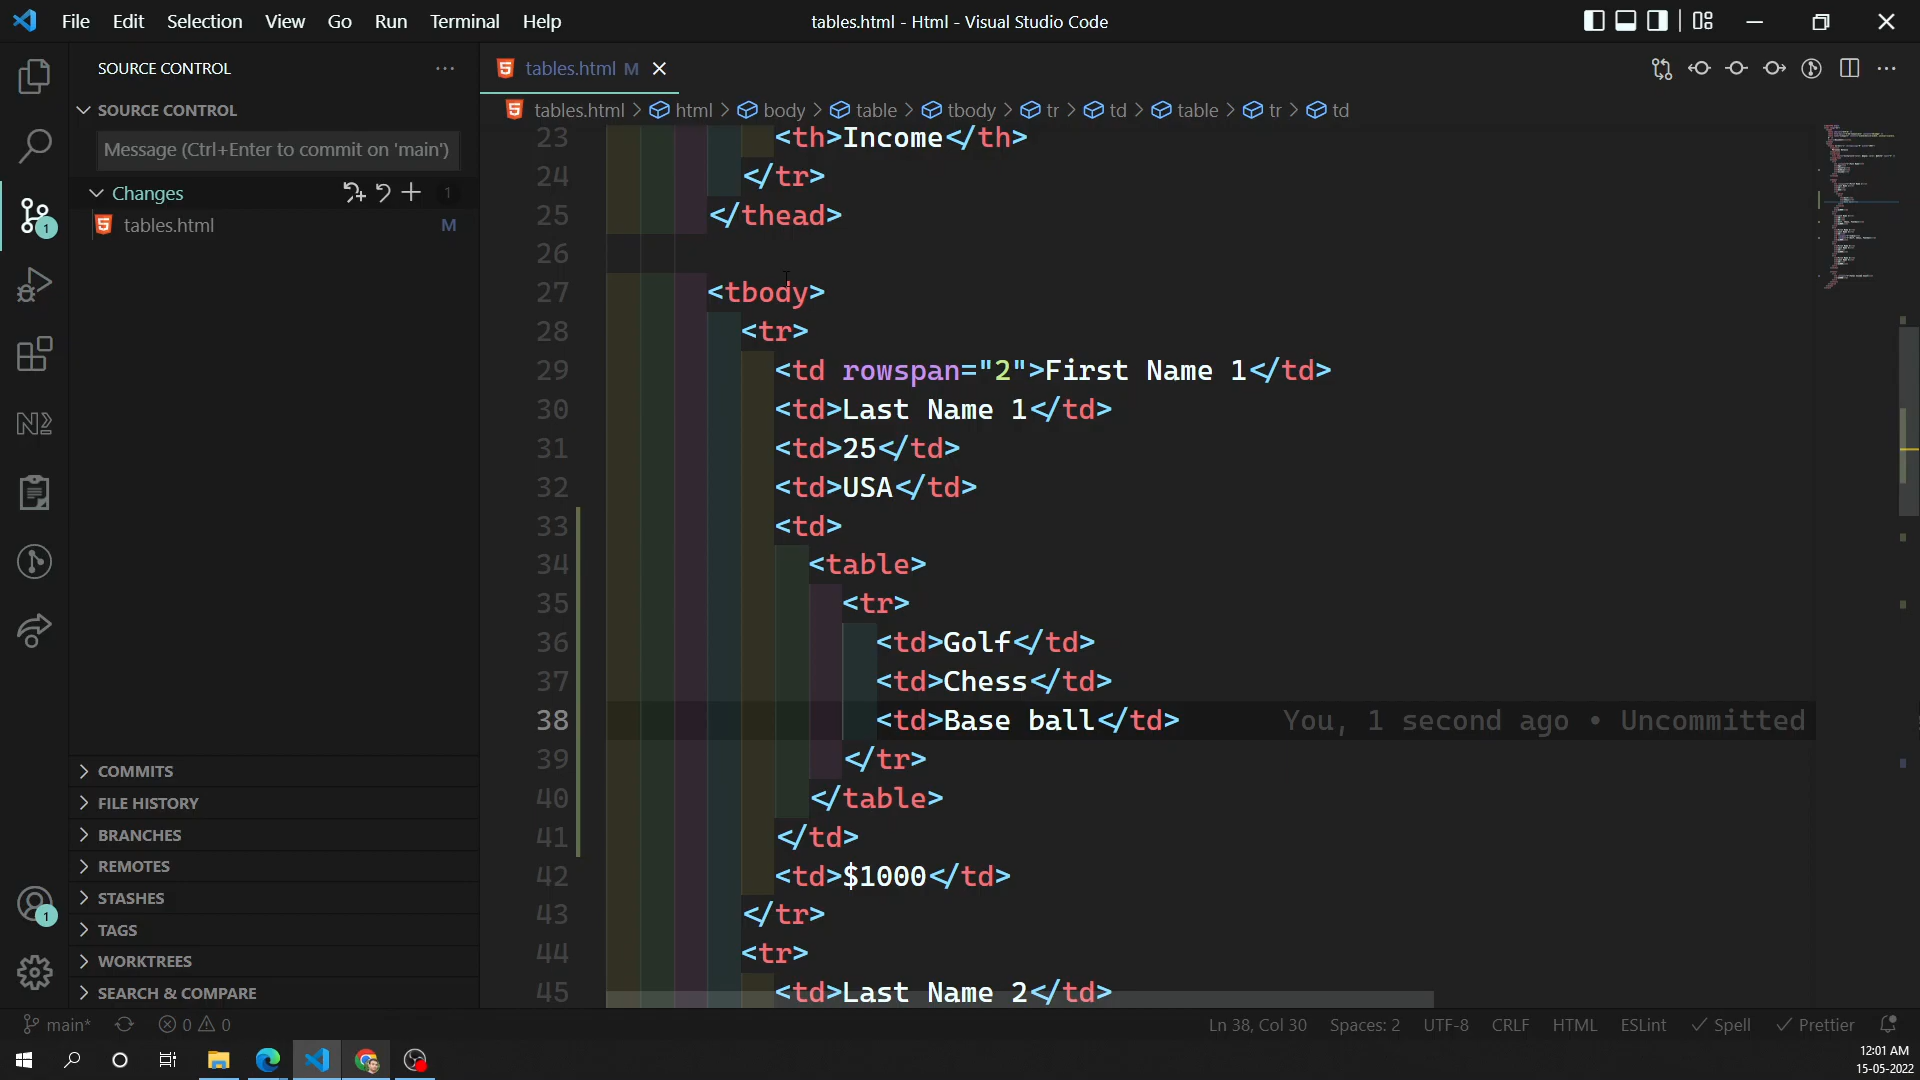 File Edit Selection View Go Run Terminal Help
tables.html - Html - Visual Studio Code
SOURCE CONTROL
tables.html M
SOURCE CONTROL
tables.html > html > body > table > tbody > tr > td > table > tr > td
Message (Ctrl+Enter to commit on 'main')
Changes 1
tables.html M
23 <th>Income</th>
24 </tr>
25 </thead>
26
27 <tbody>
28 <tr>
29 <td rowspan="2">First Name 1</td>
30 <td>Last Name 1</td>
31 <td>25</td>
32 <td>USA</td>
33 <td>
34 <table>
35 <tr>
36 <td>Golf</td>
37 <td>Chess</td>
38 <td>Base ball</td> You, 1 second ago • Uncommitted
39 </tr>
40 </table>
41 </td>
42 <td>$1000</td>
43 </tr>
44 <tr>
45 <td>Last Name 2</td>
1
1
COMMITS
FILE HISTORY
BRANCHES
REMOTES
STASHES
TAGS
WORKTREES
SEARCH & COMPARE
main* 0 0
Ln 38, Col 30 Spaces: 2 UTF-8 CRLF HTML ESLint Spell Prettier
12:01 AM
15-05-2022